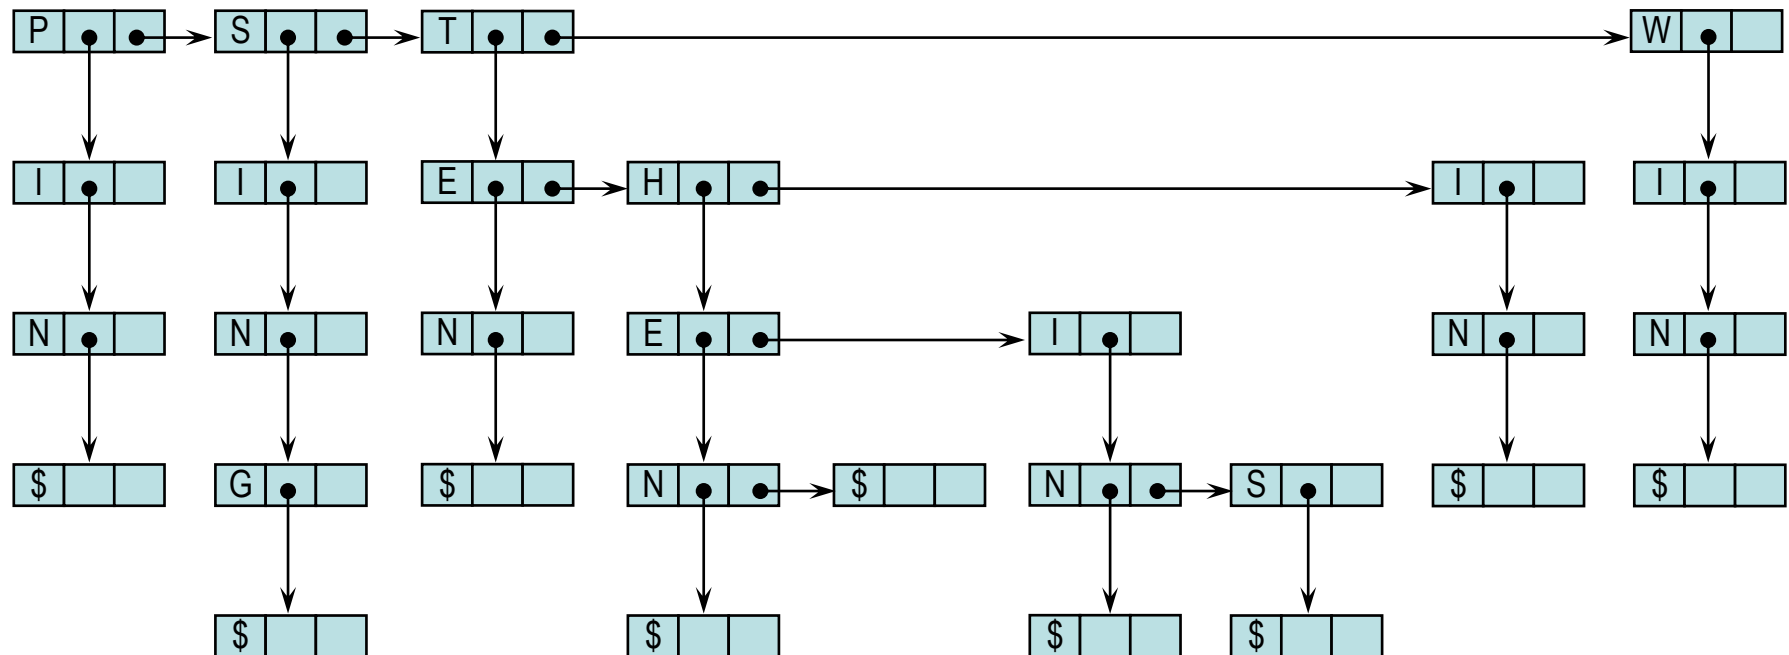 P S T W
I I E H I I
N N N E I N N
$ G $ N $ N S $ $
$ $ $ $